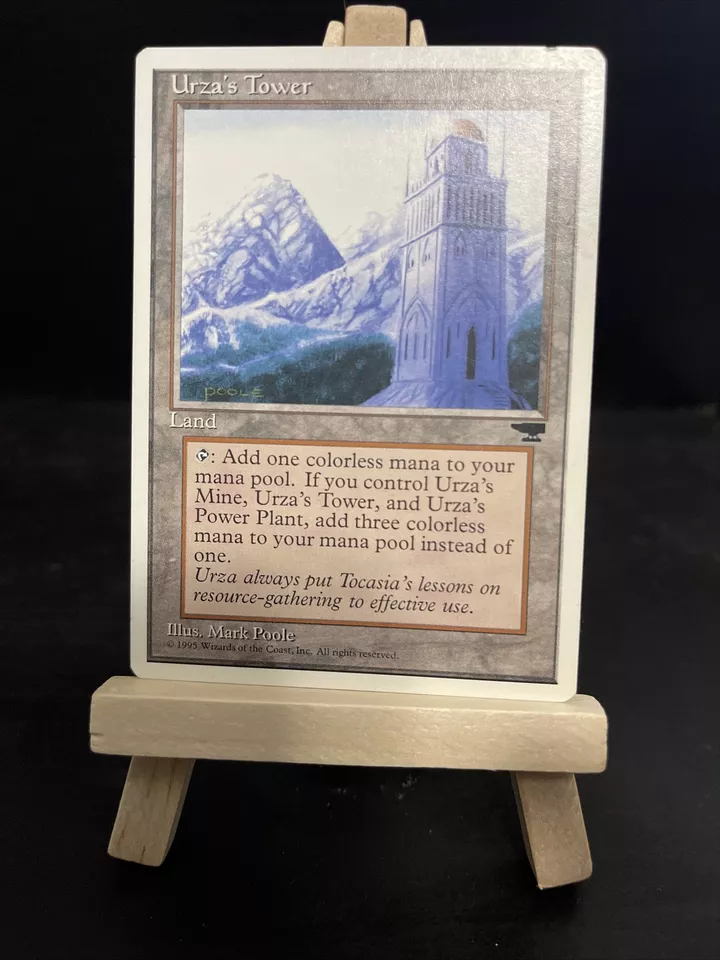 Urza's Tower
POOLE
Land
: Add one colorless mana to your
mana pool. If you control Urza's
Mine, Urza's Tower, and Urza's
Power Plant, add three colorless
mana to your mana pool instead of
one.
Urza always put Tocasia's lessons on
resource-gathering to effective use.
Illus. Mark Poole
© 1995 Wizards of the Coast, Inc. All rights reserved.